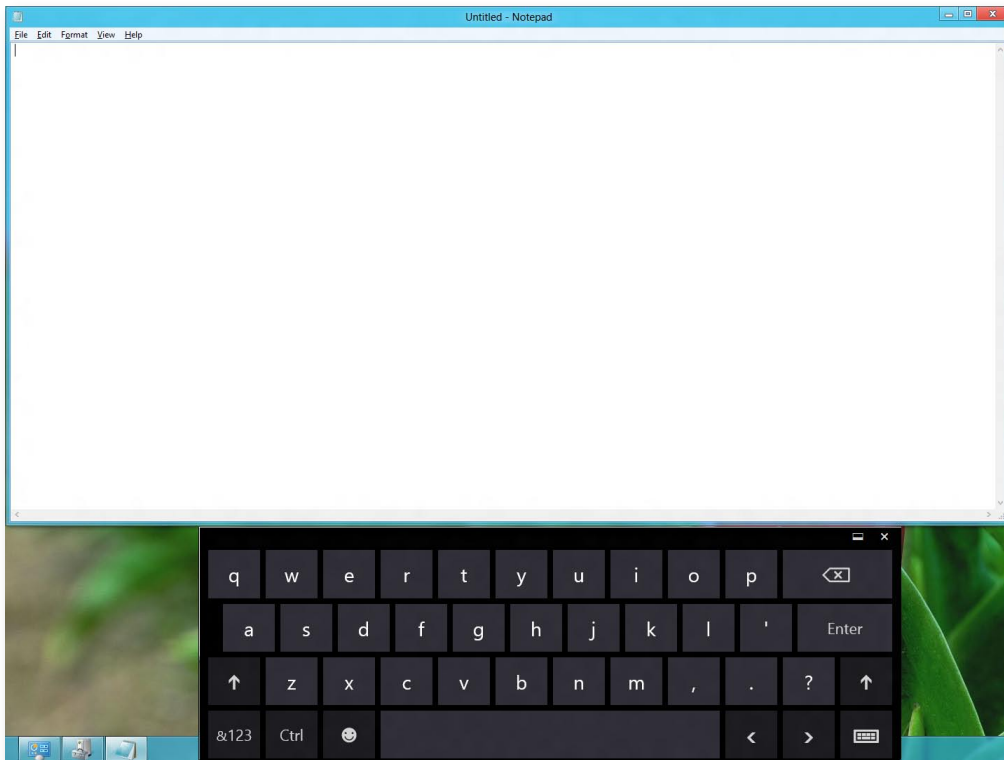 Untitled - Notepad
File Edit Format View Help
q w e r t y u i o p
a s d f g h j k l ' Enter
z x c v b n m , . ?
&123 Ctrl < >